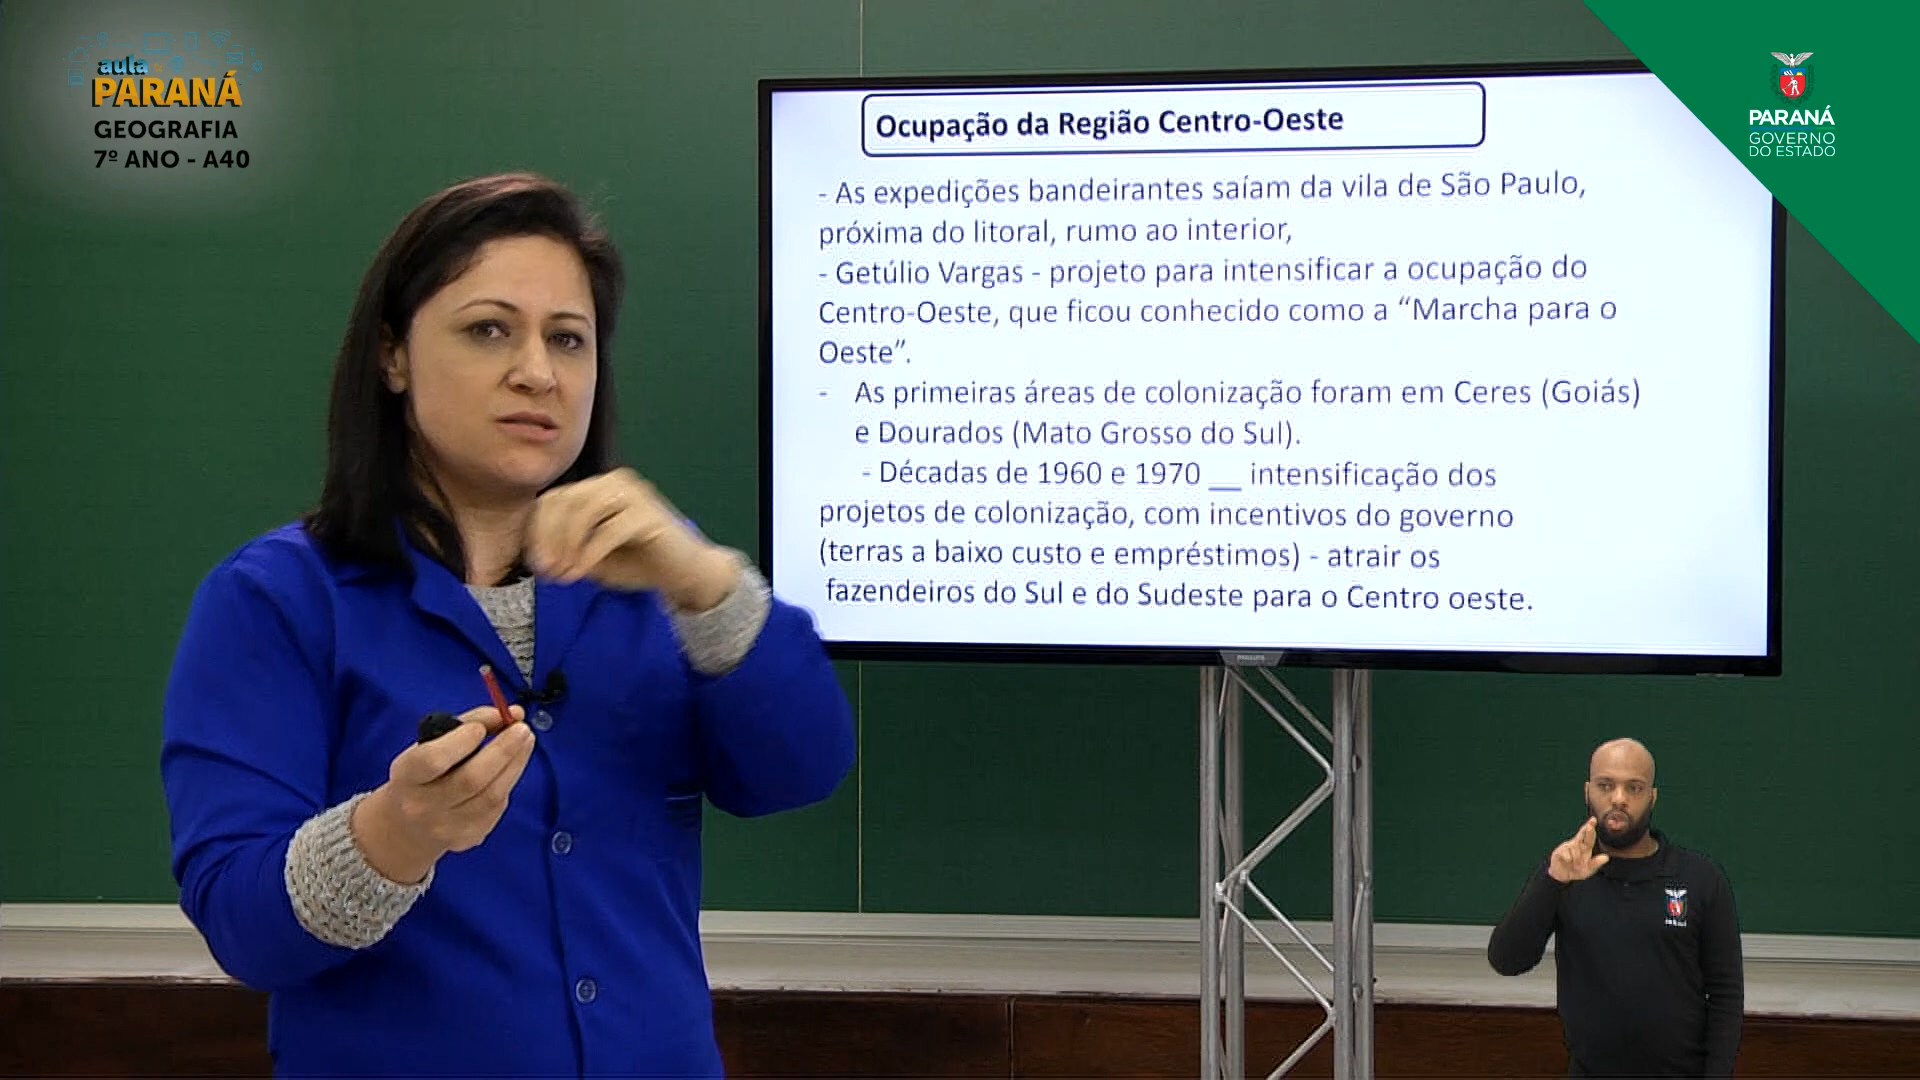 aula
PARANÁ
GEOGRAFIA
7º ANO - A40
PARANÁ
GOVERNO
DO ESTADO
Ocupação da Região Centro-Oeste
- As expedições bandeirantes saíam da vila de São Paulo,
próxima do litoral, rumo ao interior,
- Getúlio Vargas - projeto para intensificar a ocupação do
Centro-Oeste, que ficou conhecido como a “Marcha para o
Oeste”.
- As primeiras áreas de colonização foram em Ceres (Goiás)
e Dourados (Mato Grosso do Sul).
- Décadas de 1960 e 1970 __ intensificação dos
projetos de colonização, com incentivos do governo
(terras a baixo custo e empréstimos) - atrair os
fazendeiros do Sul e do Sudeste para o Centro oeste.
PHILIPS